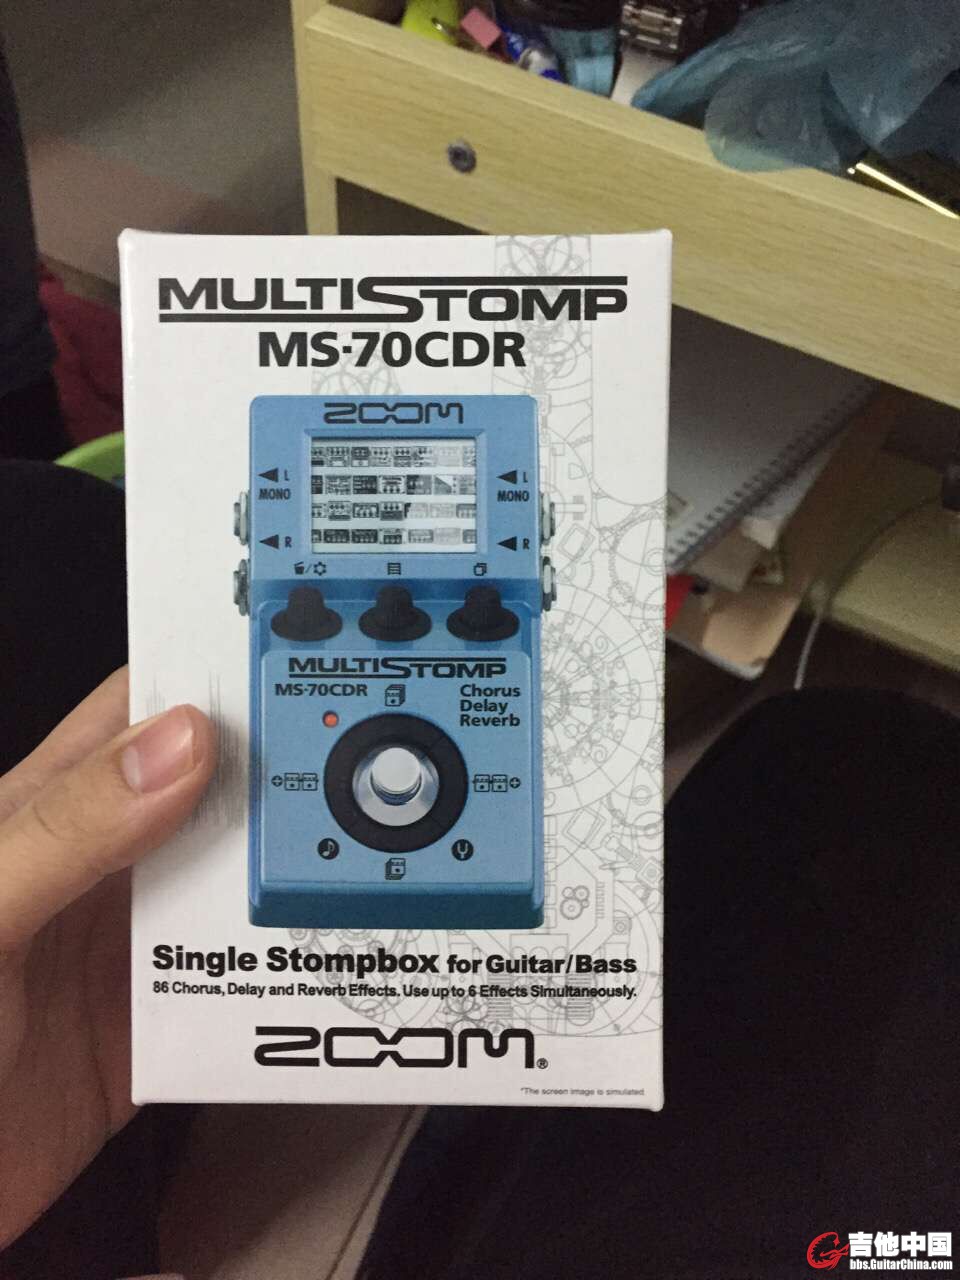 MULTISTOMP
MS-70CDR
ZOOM
L
MONO
R
L
MONO
R
MULTISTOMP
MS-70CDR
Chorus
Delay
Reverb
Single Stompbox for Guitar/Bass
86 Chorus, Delay and Reverb Effects. Use up to 6 Effects Simultaneously.
ZOOM®
*The screen image is simulated.
吉他中国
bbs.GuitarChina.com